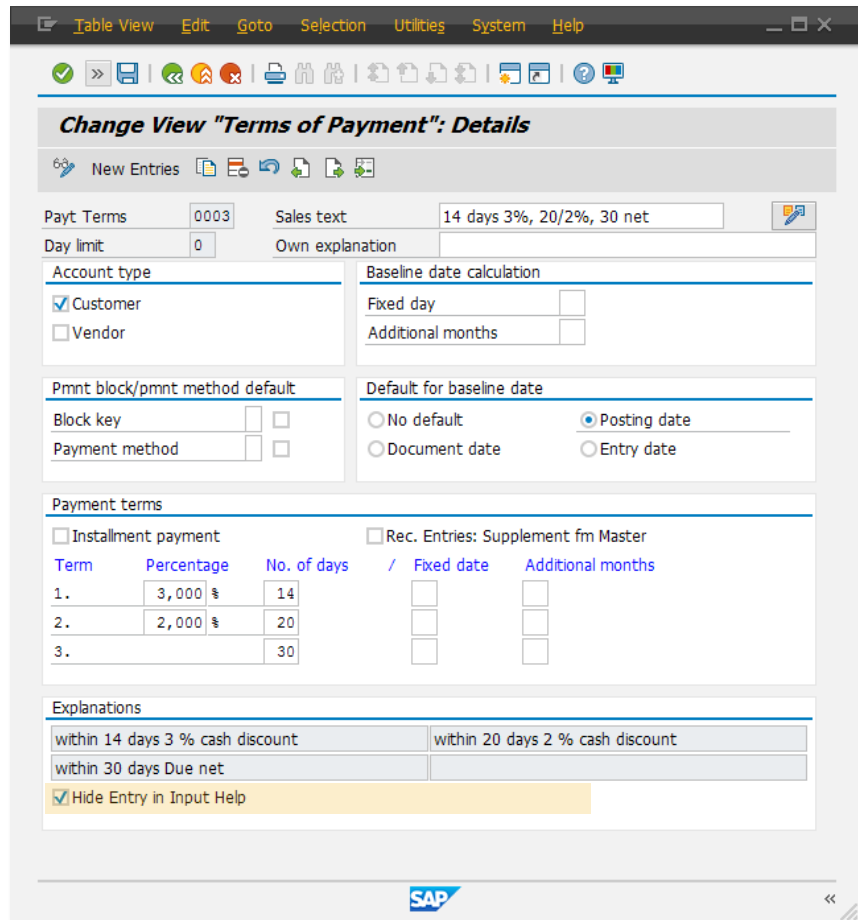 Table View Edit Goto Selection Utilities System Help
Change View "Terms of Payment": Details
New Entries
Payt Terms 0003 Sales text 14 days 3%, 20/2%, 30 net
Day limit 0 Own explanation
Account type Baseline date calculation
Customer Fixed day
Vendor Additional months
Pmnt block/pmnt method default Default for baseline date
Block key No default Posting date
Payment method Document date Entry date
Payment terms
Installment payment Rec. Entries: Supplement fm Master
Term Percentage No. of days / Fixed date Additional months
1. 3,000 % 14
2. 2,000 % 20
3. 30
Explanations
within 14 days 3 % cash discount within 20 days 2 % cash discount
within 30 days Due net
Hide Entry in Input Help
SAP